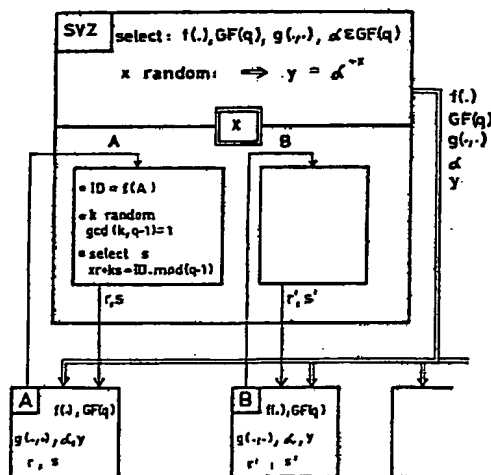 SVZ
select: f(.), GF(q), g(.,.), α ε GF(q)
x random: ⇒ y = α^-x
X
f(.)
GF(q)
g(.,.)
α
y
A
B
ID = f(A)
k random
gcd(k,q-1)=1
select s
xr+ks=ID mod(q-1)
r,s
r', s'
A
f(.), GF(q)
g(.,.), α, y
r , s
B
f(.), GF(q)
g(.,.), α, y
r' , s'